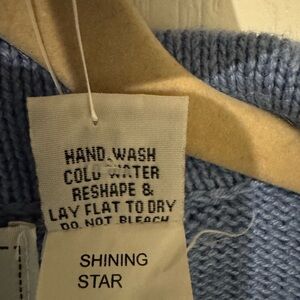 HAND.WASH
COLD WATER
RESHAPE &
LAY FLAT TO DRY
DO NOT BLEACH
SHINING
STAR